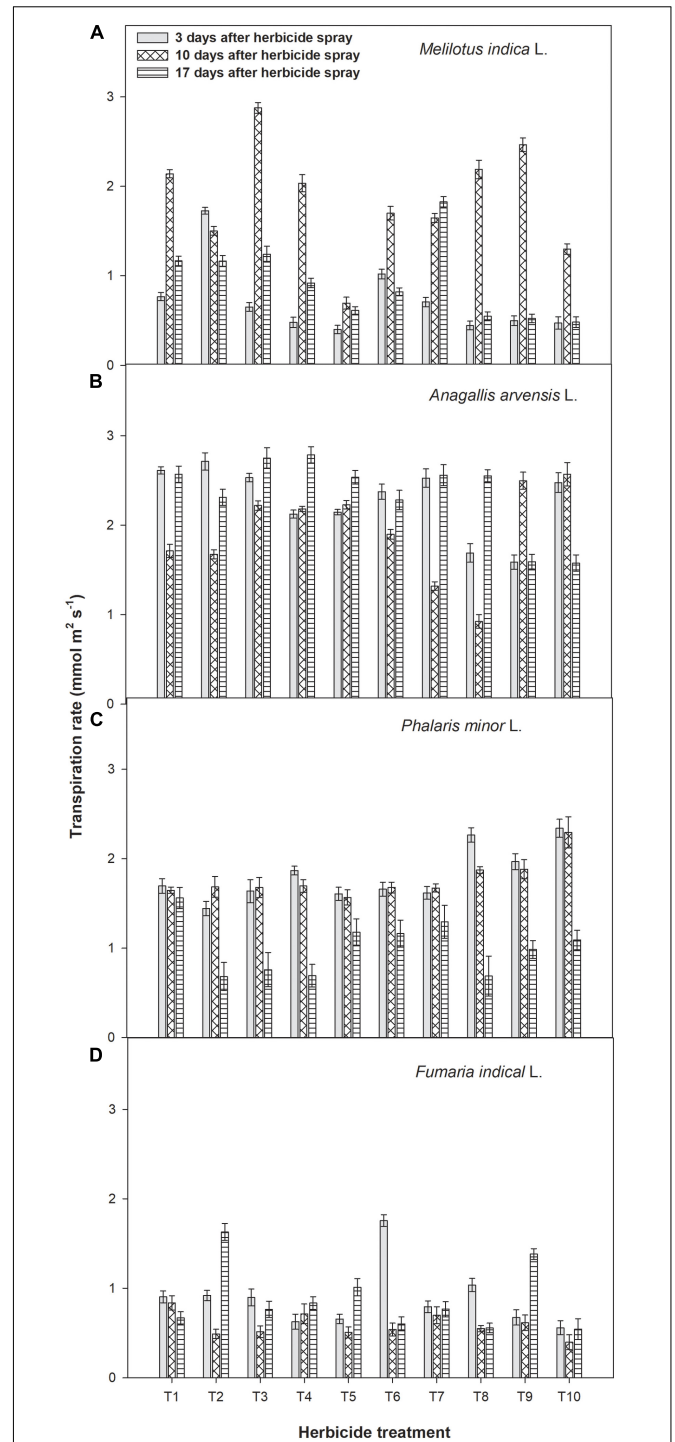 A
3 days after herbicide spray
10 days after herbicide spray
17 days after herbicide spray
Melilotus indica L.
3
2
1
0
B
Anagallis arvensis L.
3
2
1
0
C
Phalaris minor L.
3
2
1
0
D
Fumaria indical L.
3
2
1
0
Transpiration rate (mmol m² s⁻¹)
T1 T2 T3 T4 T5 T6 T7 T8 T9 T10
Herbicide treatment